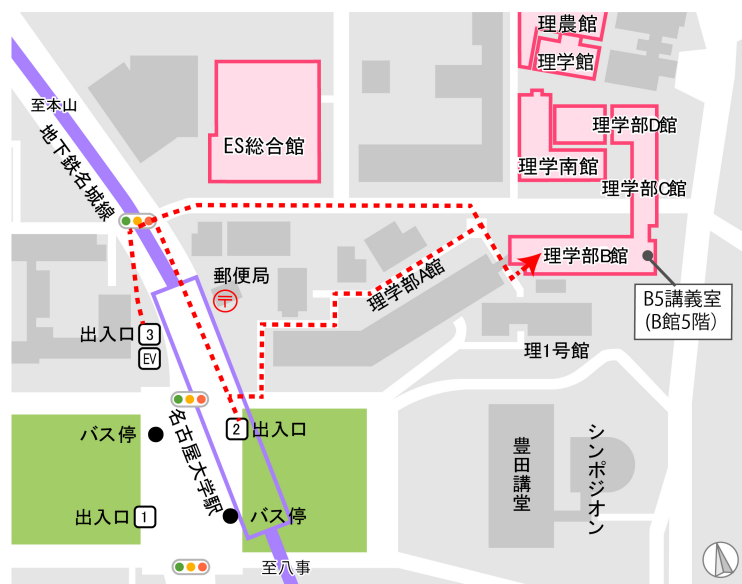 理農館
理学館
至本山
地下鉄名城線
ES総合館
理学部D館
理学南館
理学部C館
理学部B館
郵便局
〒
理学部A館
B5講義室
(B館5階)
出入口 3
EV
理1号館
バス停
名古屋大学駅
2 出入口
出入口 1
バス停
豊田講堂
シンポジオン
至八事